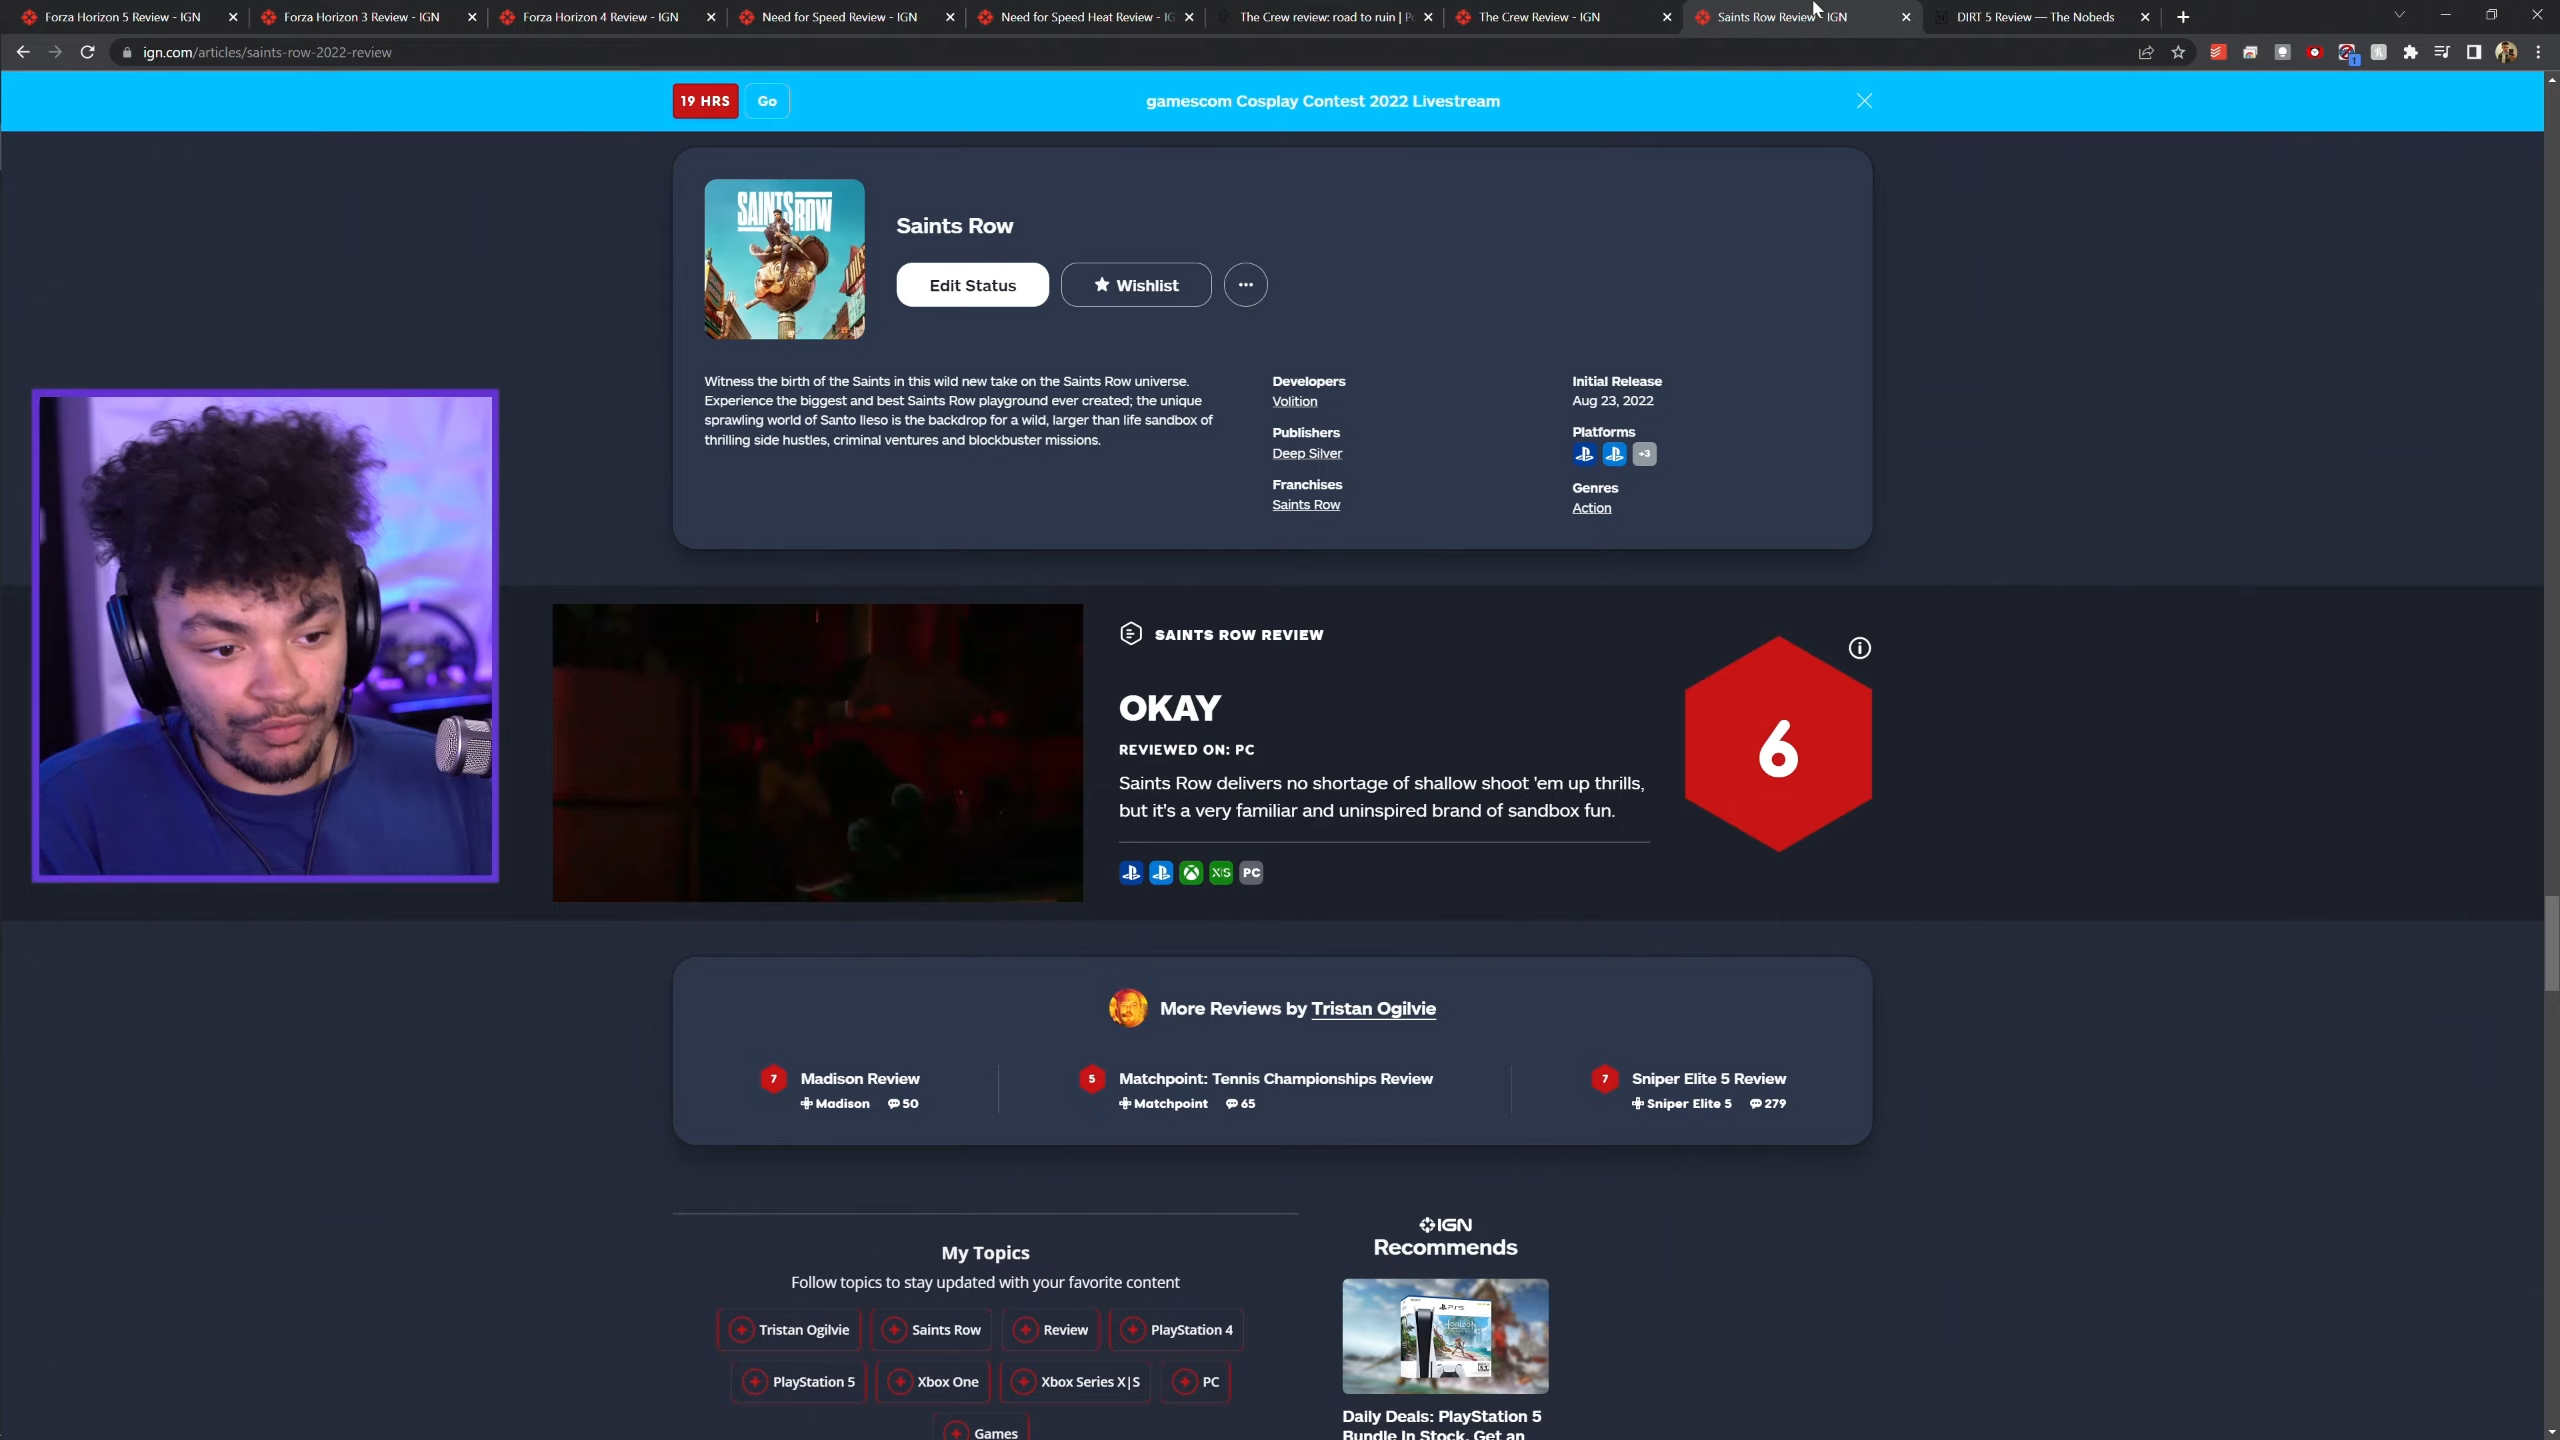 Forza Horizon 5 Review - IGN
Forza Horizon 3 Review - IGN
Forza Horizon 4 Review - IGN
Need for Speed Review - IGN
Need for Speed Heat Review - IG
The Crew review: road to ruin | P
The Crew Review - IGN
Saints Row Review - IGN
DIRT 5 Review — The Nobeds
ign.com/articles/saints-row-2022-review
1
19 HRS
Go
gamescom Cosplay Contest 2022 Livestream
SAINTS ROW
Saints Row
Edit Status
Wishlist
Witness the birth of the Saints in this wild new take on the Saints Row universe.
Experience the biggest and best Saints Row playground ever created; the unique
sprawling world of Santo Ileso is the backdrop for a wild, larger than life sandbox of
thrilling side hustles, criminal ventures and blockbuster missions.
Developers
Volition
Publishers
Deep Silver
Franchises
Saints Row
Initial Release
Aug 23, 2022
Platforms
+3
Genres
Action
SAINTS ROW REVIEW
OKAY
REVIEWED ON: PC
Saints Row delivers no shortage of shallow shoot 'em up thrills,
but it's a very familiar and uninspired brand of sandbox fun.
X|S
PC
6
More Reviews by Tristan Ogilvie
7
Madison Review
Madison 50
5
Matchpoint: Tennis Championships Review
Matchpoint 65
7
Sniper Elite 5 Review
Sniper Elite 5 279
My Topics
Follow topics to stay updated with your favorite content
Tristan Ogilvie
Saints Row
Review
PlayStation 4
PlayStation 5
Xbox One
Xbox Series X|S
PC
Games
IGN
Recommends
PS5
HORIZON
Daily Deals: PlayStation 5
Bundle In Stock, Get an